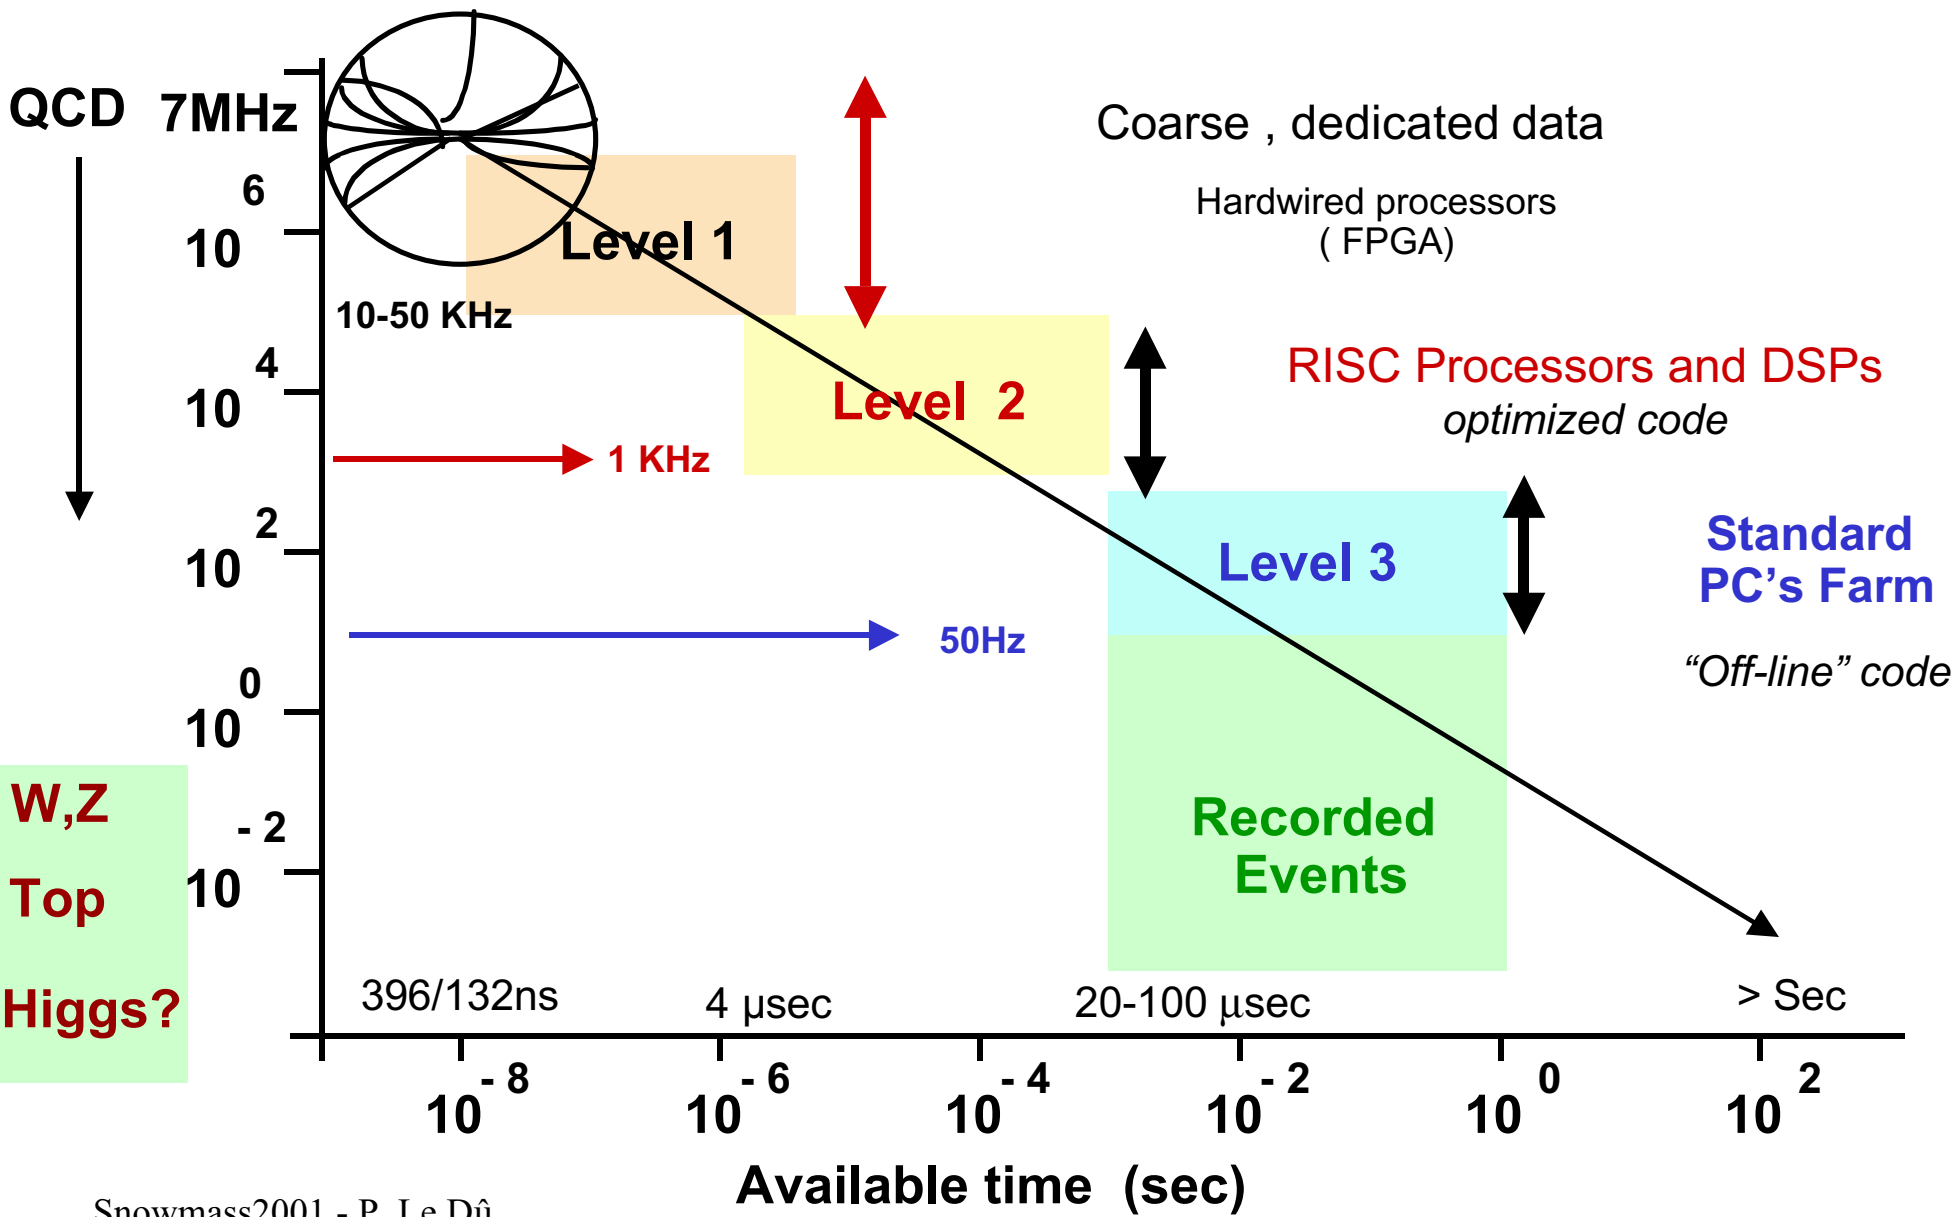 QCD 7MHz
Coarse , dedicated data
Hardwired processors
( FPGA)
10 6
Level 1
10-50 KHz
10 4
Level 2
RISC Processors and DSPs
optimized code
1 KHz
10 2
Level 3
Standard
PC’s Farm
50Hz
“Off-line” code
10 0
W,Z
Top
Higgs?
10 - 2
Recorded
Events
396/132ns
4 µsec
20-100 µsec
> Sec
10 - 8
10 - 6
10 - 4
10 - 2
10 0
10 2
Available time (sec)
Snowmass2001 - P. Le Dû